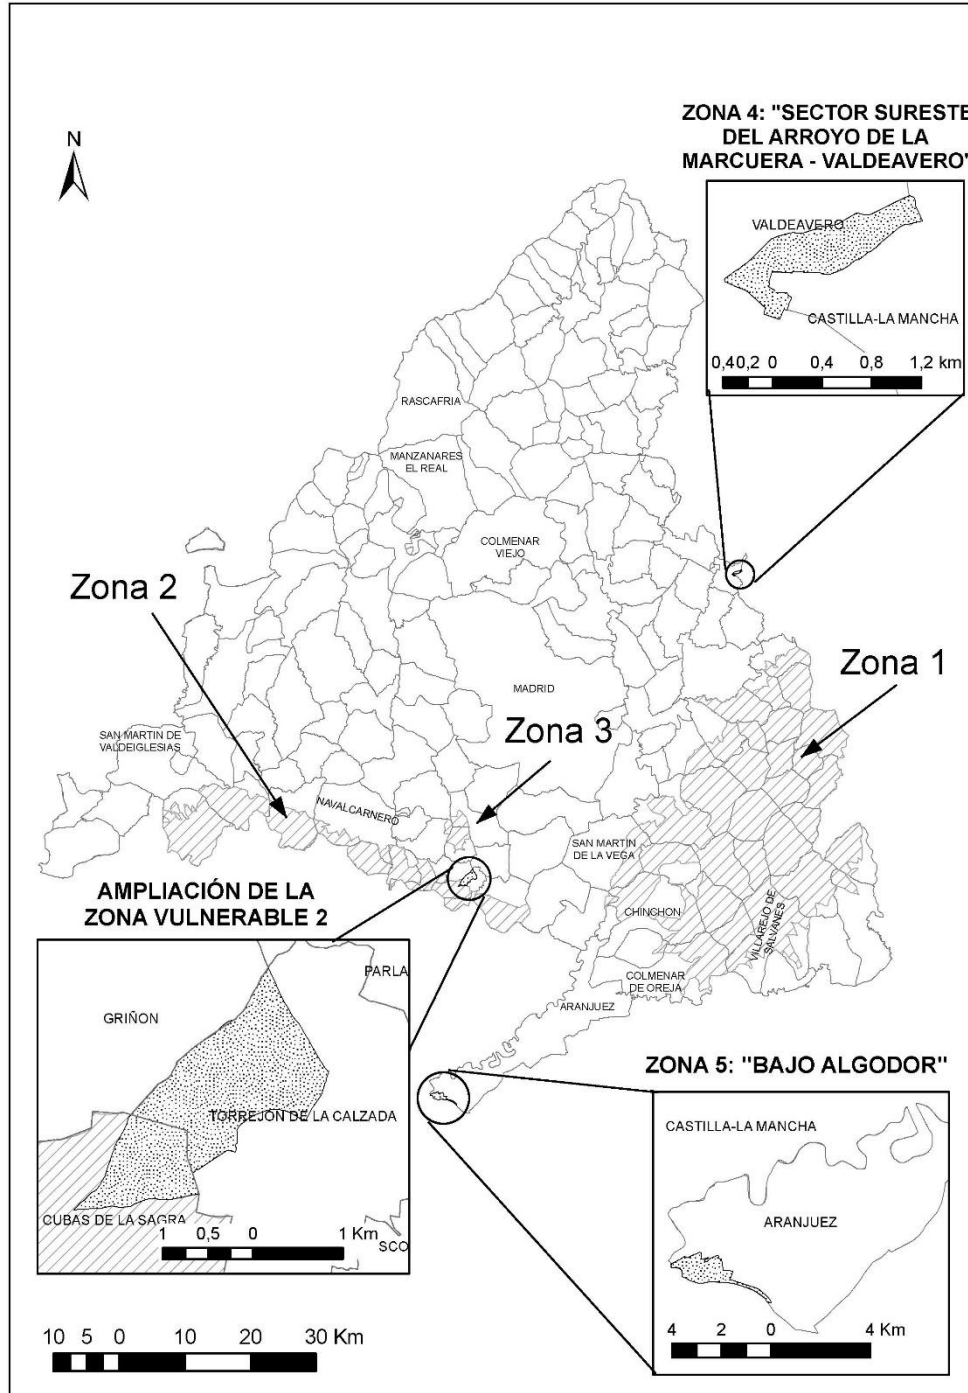 N
ZONA 4: "SECTOR SURESTE
DEL ARROYO DE LA
MARCUERA - VALDEAVERO"
VALDEAVERO
CASTILLA-LA MANCHA
0,40,2 0 0,4 0,8 1,2 km
RASCAFRIA
MANZANARES
EL REAL
COLMENAR
VIEJO
Zona 2
Zona 1
MADRID
Zona 3
SAN MARTIN DE
VALDEIGLESIAS
NAVALCARNERO
SAN MARTIN
DE LA VEGA
CHINCHON
VILLAREJO DE
SALVANES
COLMENAR
DE OREJA
ARANJUEZ
AMPLIACIÓN DE LA
ZONA VULNERABLE 2
PARLA
GRIÑON
TORREJON DE LA CALZADA
CUBAS DE LA SAGRA
1 0,5 0 1 Km
SCO
ZONA 5: "BAJO ALGODOR"
CASTILLA-LA MANCHA
ARANJUEZ
4 2 0 4 Km
10 5 0 10 20 30 Km